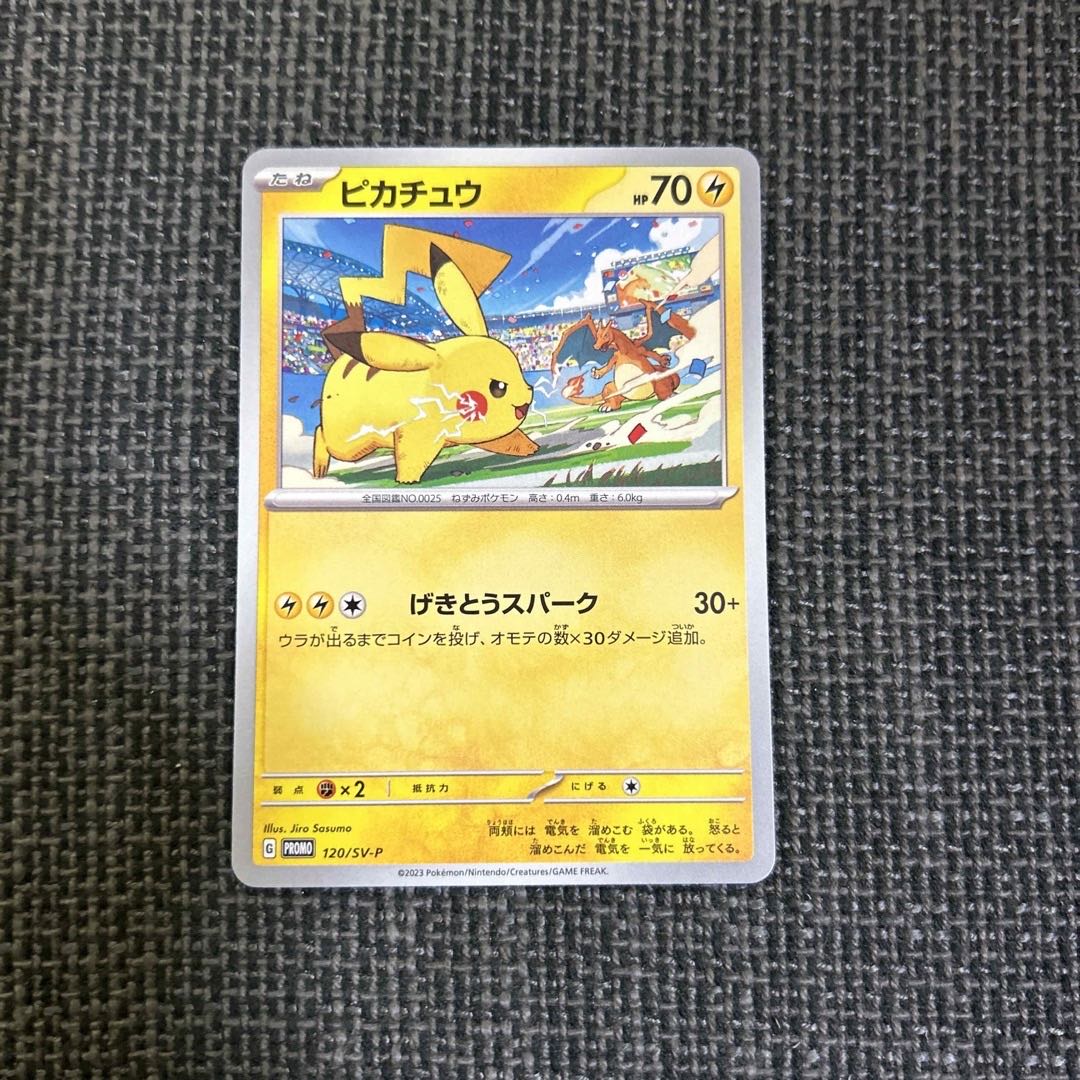 たね ピカチュウ HP70
全国図鑑NO.0025 ねずみポケモン 高さ:0.4m 重さ:6.0kg
げきとうスパーク 30+
ウラが出るまでコインを投げ、オモテの数×30ダメージ追加。
弱点 ×2 抵抗力 にげる
Illus. Jiro Sasumo
両頬には 電気を 溜めこむ 袋がある。 怒ると
溜めこんだ 電気を 一気に 放ってくる。
G PROMO 120/SV-P
©2023 Pokémon/Nintendo/Creatures/GAME FREAK.